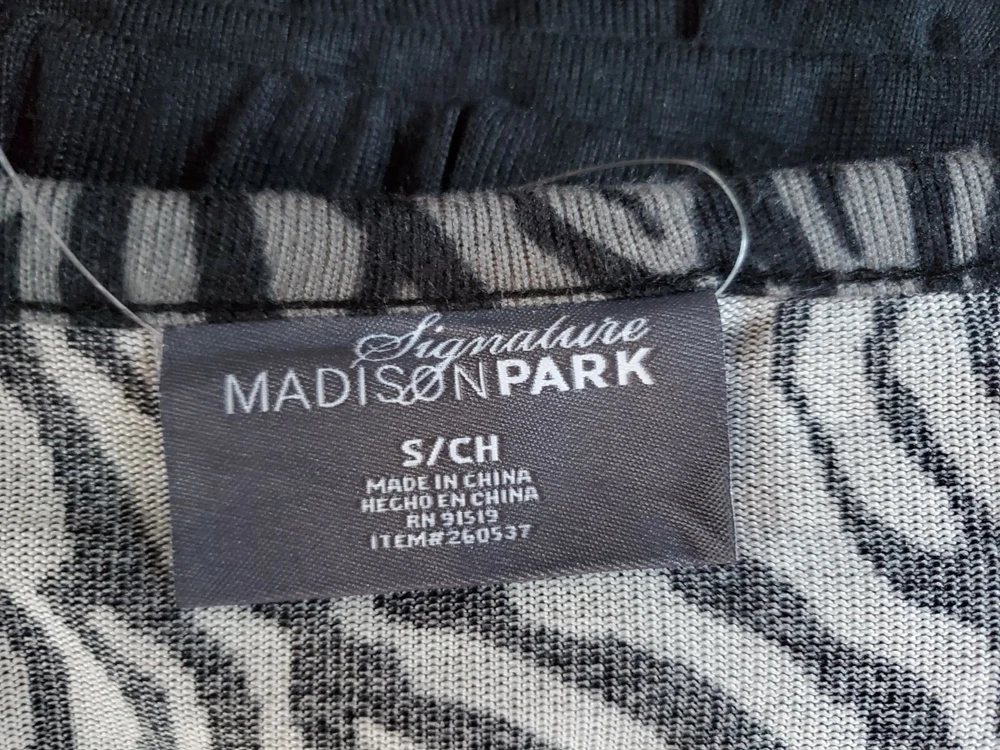 Signature
MADISON PARK
S/CH
MADE IN CHINA
HECHO EN CHINA
RN 91519
ITEM#260537